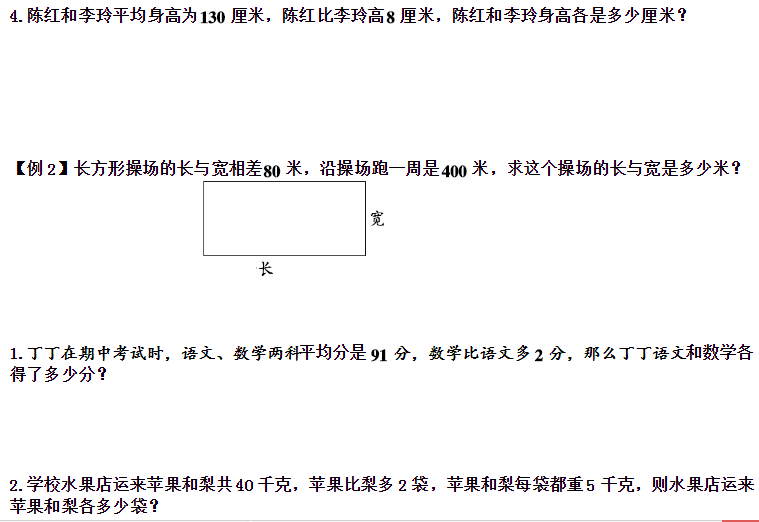 4.陈红和李玲平均身高为130 厘米，陈红比李玲高8 厘米，陈红和李玲身高各是多少厘米？
【例2】长方形操场的长与宽相差80 米，沿操场跑一周是400 米，求这个操场的长与宽是多少米？
宽
长
1.丁丁在期中考试时，语文、数学两科平均分是 91 分，数学比语文多 2 分，那么丁丁语文和数学各
得了多少分？
2.学校水果店运来苹果和梨共40 千克，苹果比梨多 2 袋，苹果和梨每袋都重5 千克，则水果店运来
苹果和梨各多少袋？